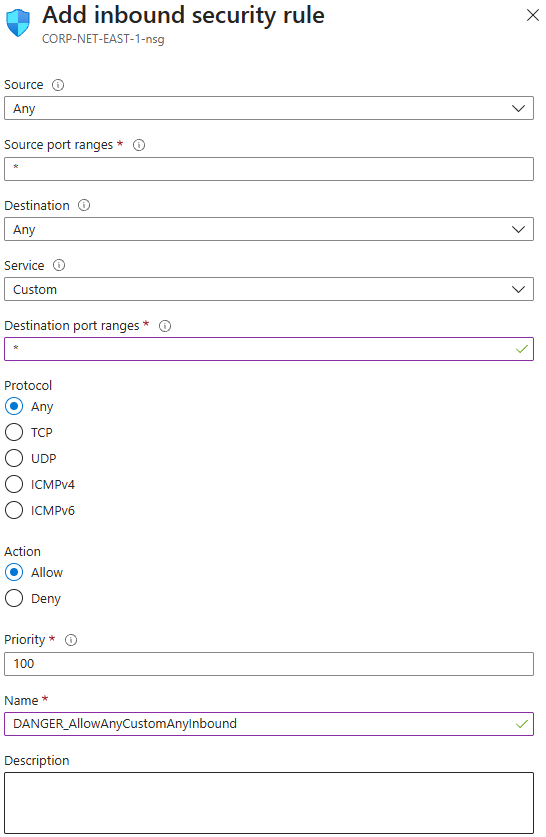 Add inbound security rule
CORP-NET-EAST-1-nsg
Source
Any
Source port ranges *
*
Destination
Any
Service
Custom
Destination port ranges *
*
Protocol
Any
TCP
UDP
ICMPv4
ICMPv6
Action
Allow
Deny
Priority *
100
Name *
DANGER_AllowAnyCustomAnyInbound
Description